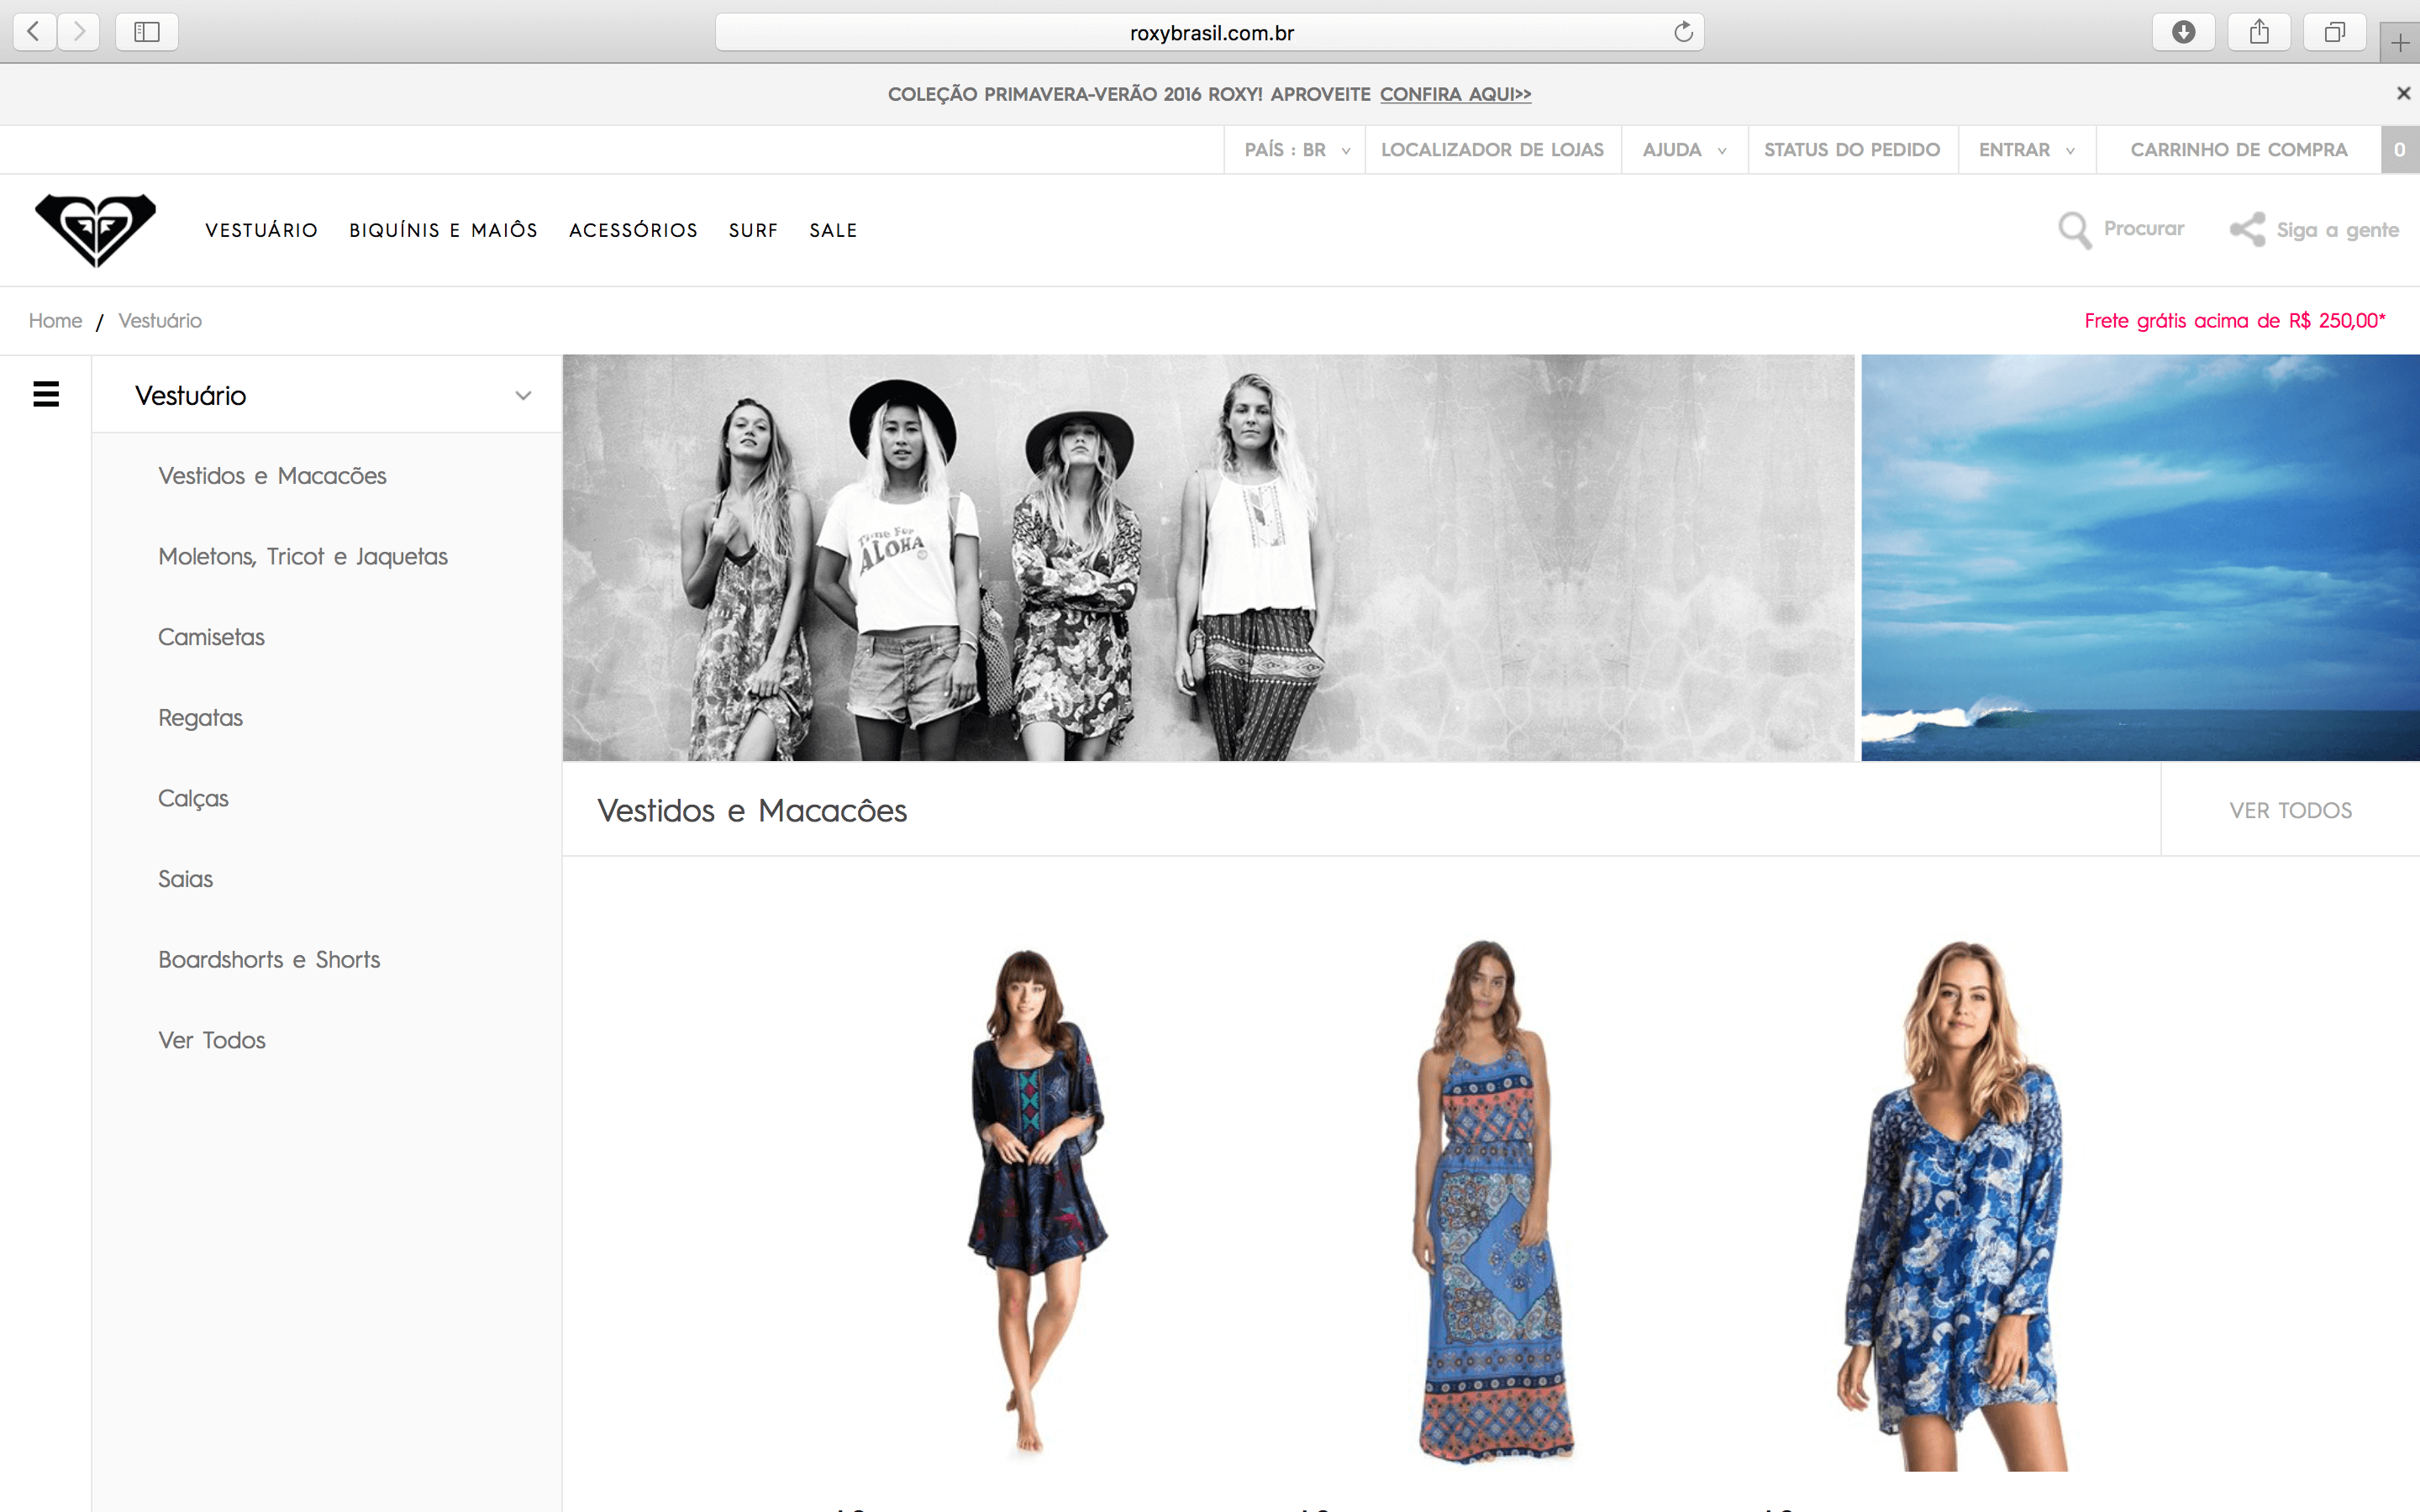 roxybrasil.com.br
COLEÇÃO PRIMAVERA-VERÃO 2016 ROXY! APROVEITE CONFIRA AQUI>>
PAÍS : BR
LOCALIZADOR DE LOJAS
AJUDA
STATUS DO PEDIDO
ENTRAR
CARRINHO DE COMPRA
0
VESTUÁRIO
BIQUÍNIS E MAIÔS
ACESSÓRIOS
SURF
SALE
Procurar
Siga a gente
Home / Vestuário
Frete grátis acima de R$ 250,00*
Vestuário
Vestidos e Macacões
Moletons, Tricot e Jaquetas
Camisetas
Regatas
Calças
Saias
Boardshorts e Shorts
Ver Todos
Time For
ALOHA
Vestidos e Macacôes
VER TODOS